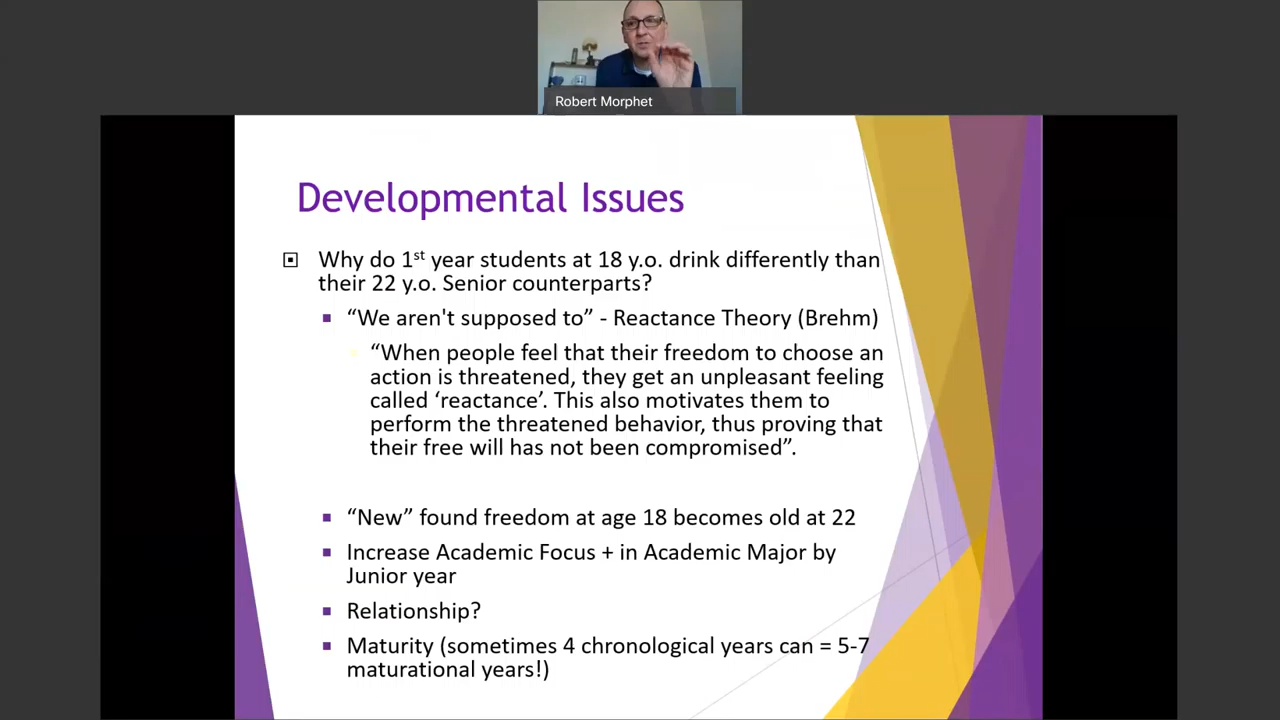 Robert Morphet
Developmental Issues
Why do 1st year students at 18 y.o. drink differently than
their 22 y.o. Senior counterparts?
“We aren't supposed to” - Reactance Theory (Brehm)
“When people feel that their freedom to choose an
action is threatened, they get an unpleasant feeling
called ‘reactance’. This also motivates them to
perform the threatened behavior, thus proving that
their free will has not been compromised”.
“New” found freedom at age 18 becomes old at 22
Increase Academic Focus + in Academic Major by
Junior year
Relationship?
Maturity (sometimes 4 chronological years can = 5-7
maturational years!)